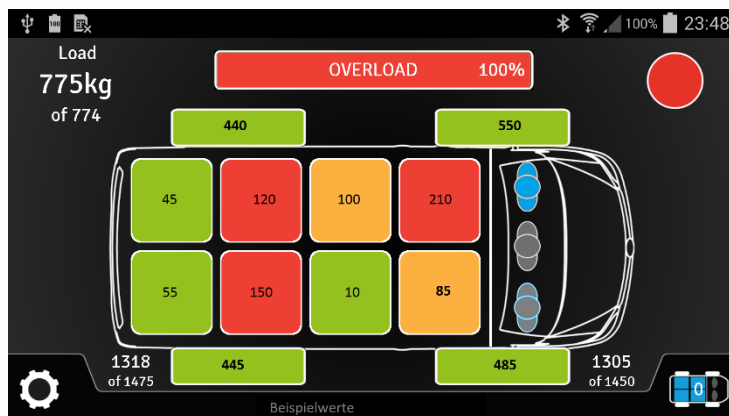 100% 23:48
Load
775kg
of 774
OVERLOAD 100%
440 550
45 120 100 210
55 150 10 85
445 485
1318
of 1475
1305
of 1450
0
Beispielwerte